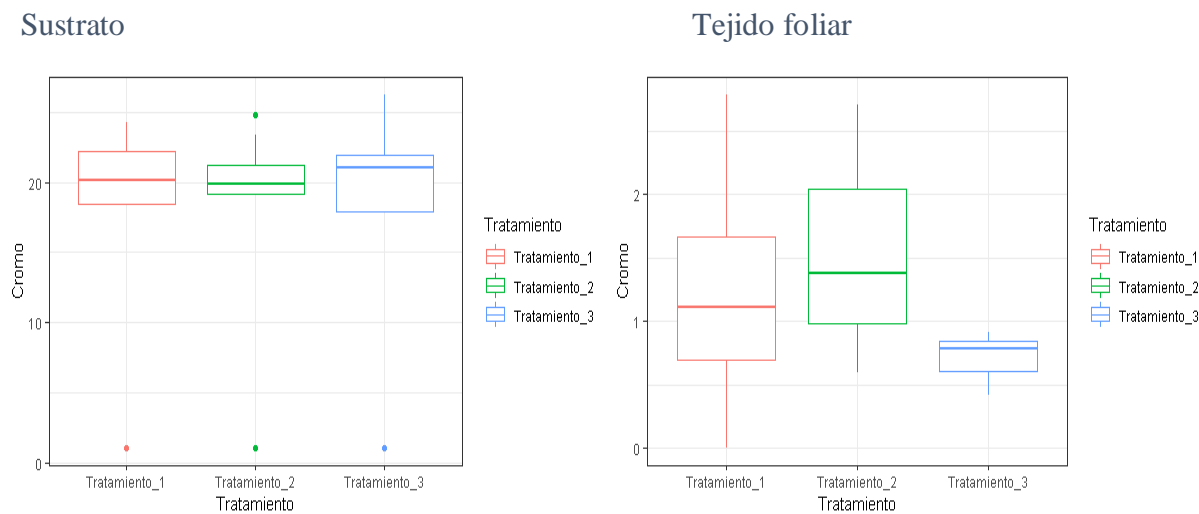 Sustrato
Tejido foliar
Cromo
20
10
0
Tratamiento_1
Tratamiento_2
Tratamiento_3
Tratamiento
Tratamiento
Tratamiento_1
Tratamiento_2
Tratamiento_3
Cromo
2
1
0
Tratamiento_1
Tratamiento_2
Tratamiento_3
Tratamiento
Tratamiento
Tratamiento_1
Tratamiento_2
Tratamiento_3